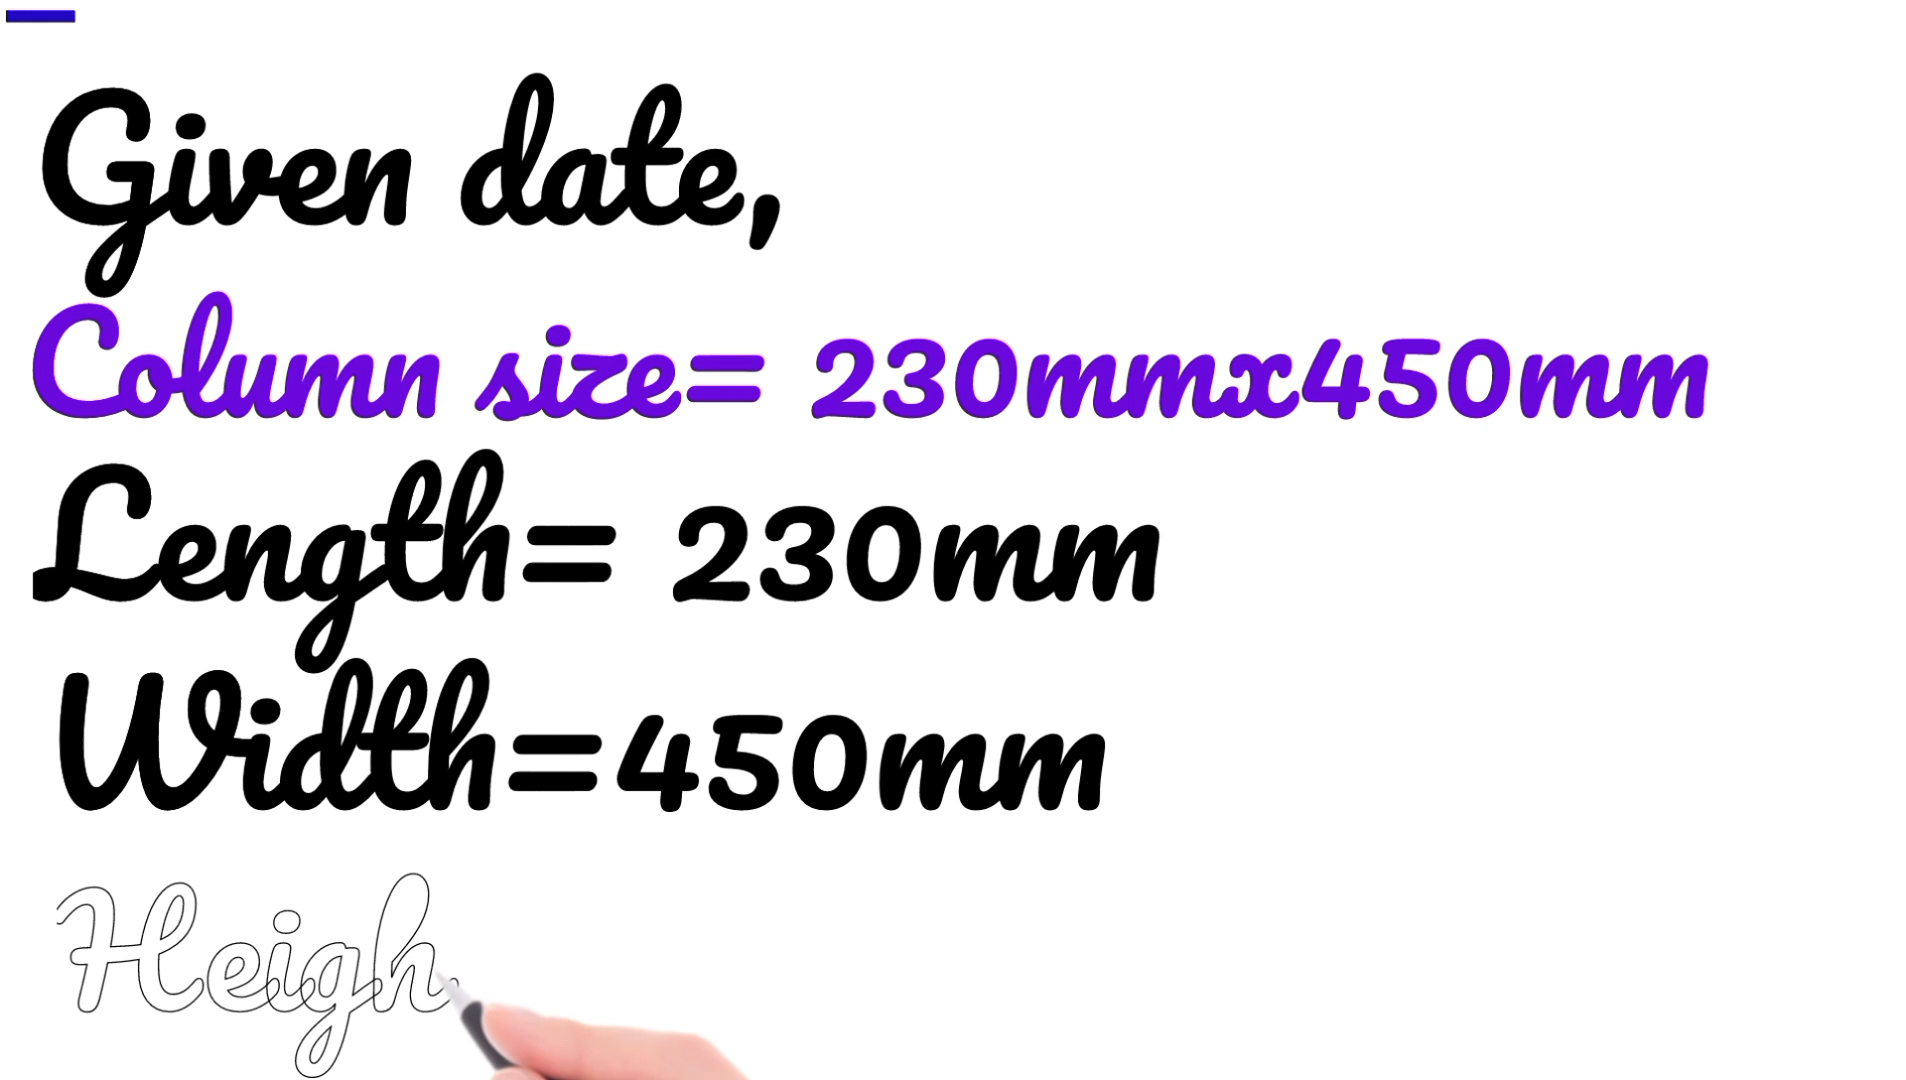 Given date,
Column size= 230mmx450mm
Length= 230mm
Width=450mm
Heigh